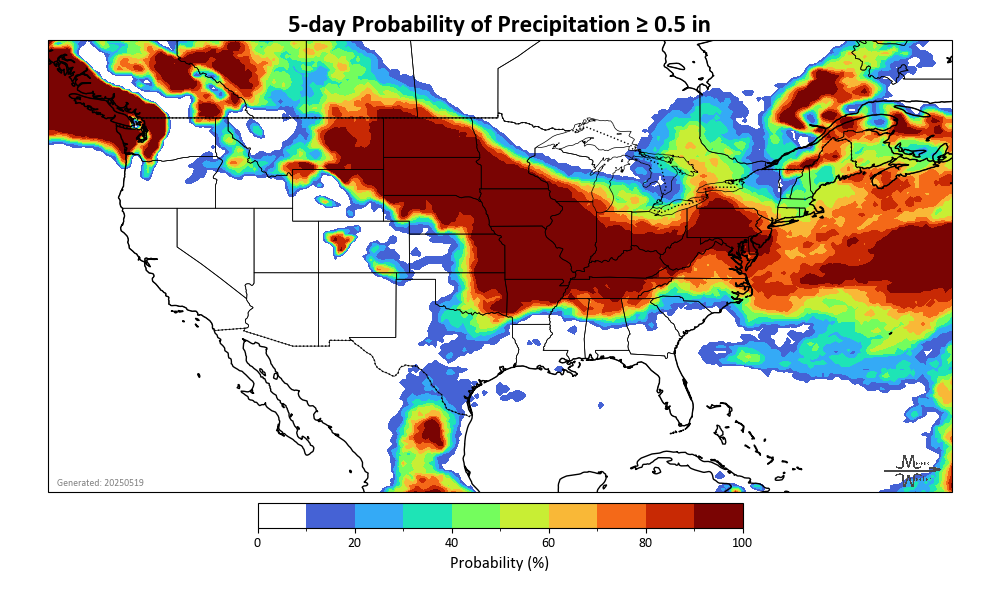 5-day Probability of Precipitation ≥ 0.5 in
Generated: 20250519
0 20 40 60 80 100
Probability (%)